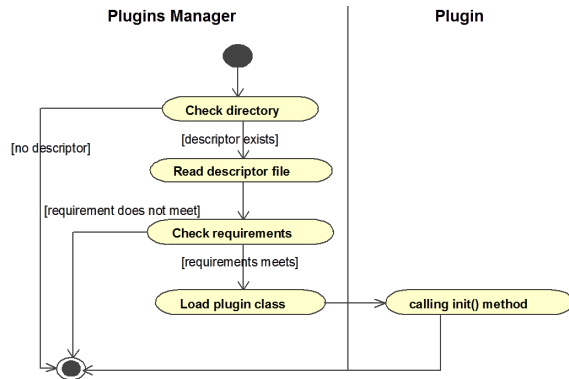 Plugins Manager
Plugin
Check directory
[descriptor exists]
[no descriptor]
Read descriptor file
[requirement does not meet]
Check requirements
[requirements meets]
Load plugin class
calling init() method